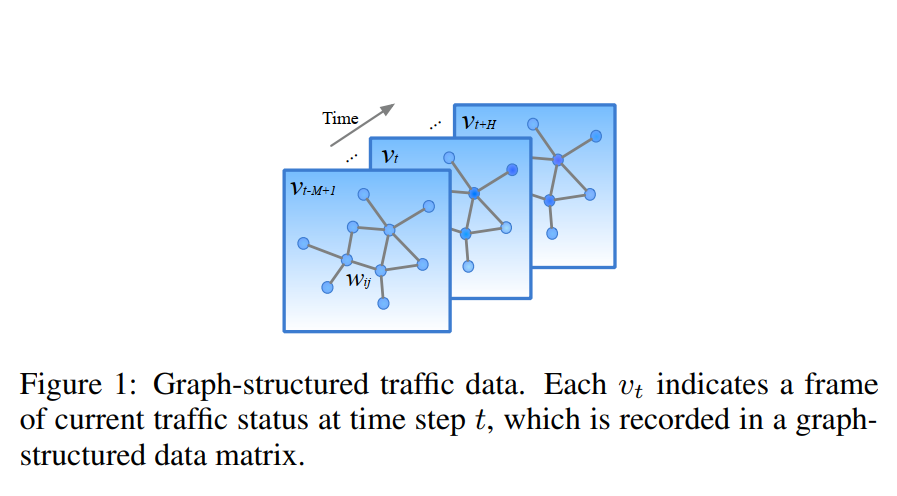 Time
...
v_{t+H}
...
v_t
v_{t-M+1}
w_{ij}
Figure 1: Graph-structured traffic data. Each v_t indicates a frame
of current traffic status at time step t, which is recorded in a graph-
structured data matrix.